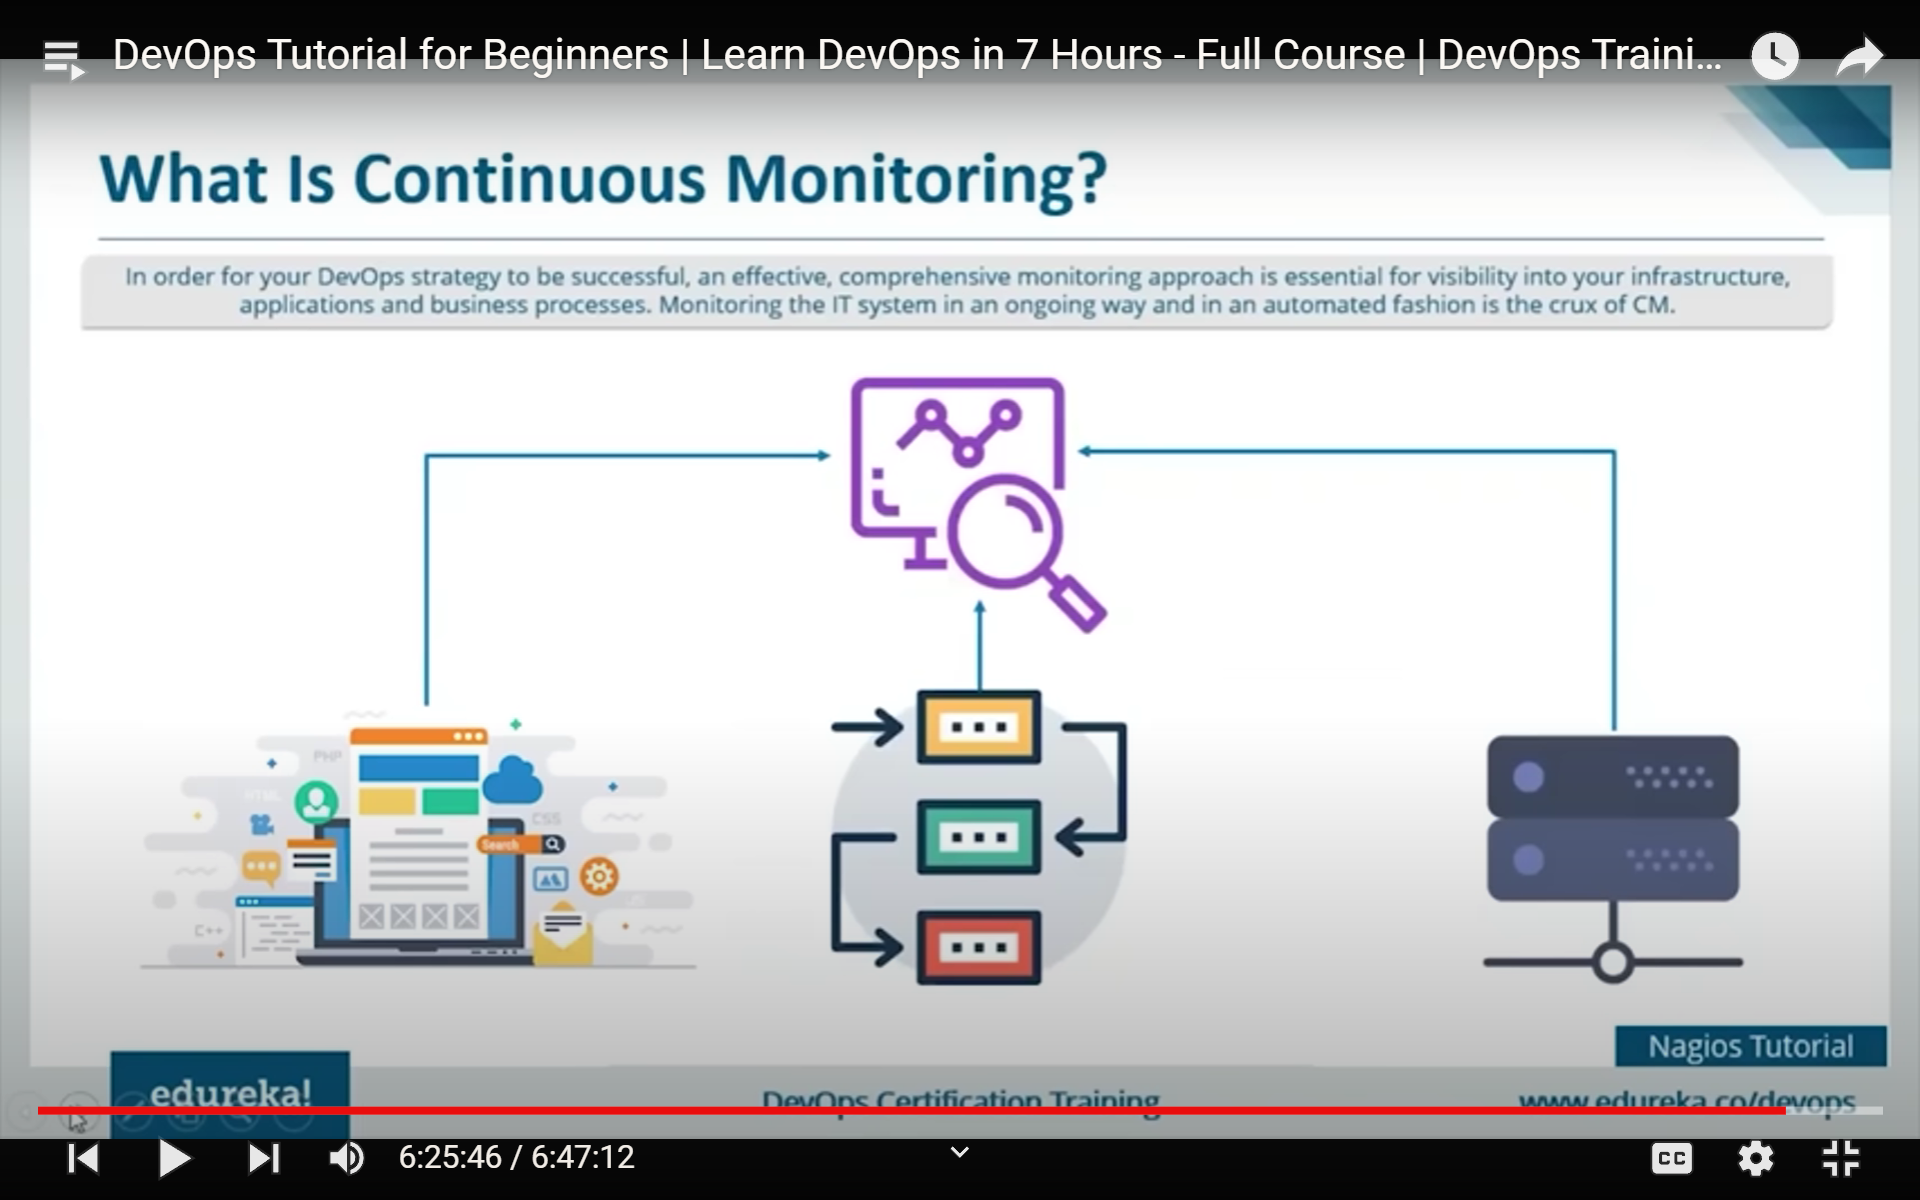 DevOps Tutorial for Beginners | Learn DevOps in 7 Hours - Full Course | DevOps Traini...
What Is Continuous Monitoring?
In order for your DevOps strategy to be successful, an effective, comprehensive monitoring approach is essential for visibility into your infrastructure,
applications and business processes. Monitoring the IT system in an ongoing way and in an automated fashion is the crux of CM.
PHP
HTML
CSS
Search
C++
Nagios Tutorial
edureka!
DevOps Certification Training
www.edureka.co/devops
6:25:46 / 6:47:12
CC